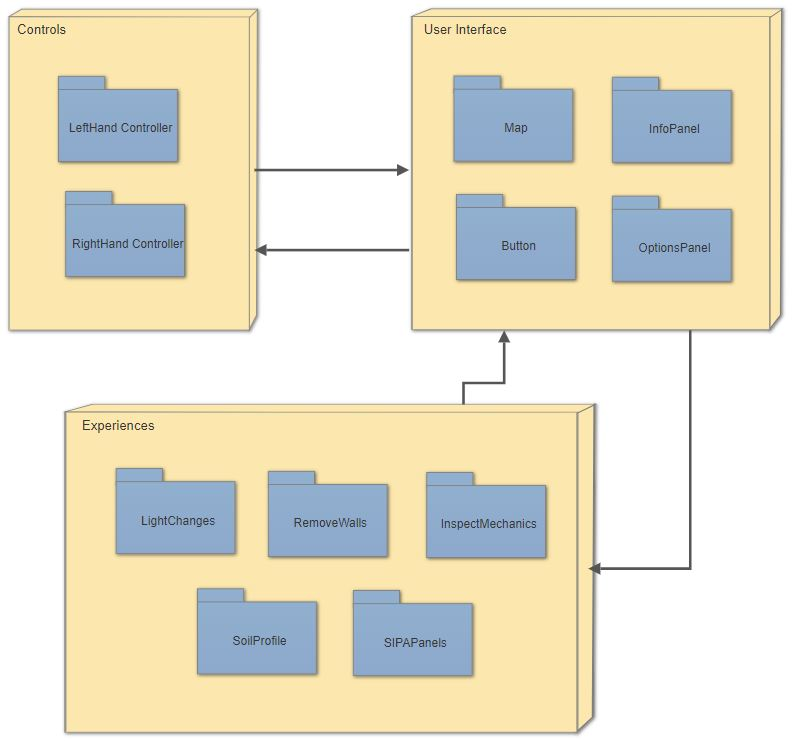 Controls
LeftHand Controller
RightHand Controller
User Interface
Map
InfoPanel
Button
OptionsPanel
Experiences
LightChanges
RemoveWalls
InspectMechanics
SoilProfile
SIPAPanels